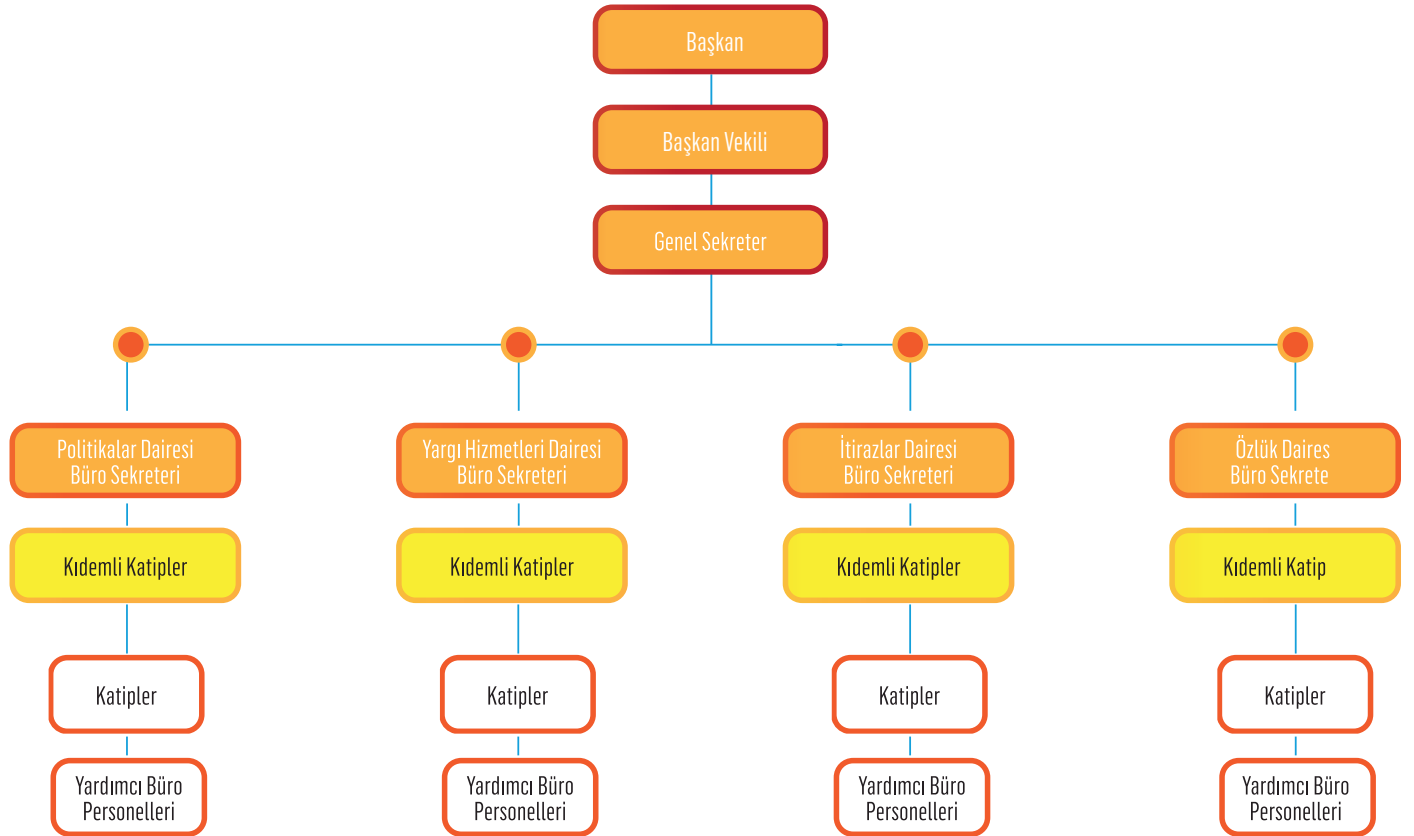 Başkan
Başkan Vekili
Genel Sekreter
Politikalar Dairesi
Büro Sekreteri
Yargı Hizmetleri Dairesi
Büro Sekreteri
İtirazlar Dairesi
Büro Sekreteri
Özlük Daires
Büro Sekrete
Kıdemli Katipler
Kıdemli Katipler
Kıdemli Katipler
Kıdemli Katip
Katipler
Katipler
Katipler
Katipler
Yardımcı Büro
Personelleri
Yardımcı Büro
Personelleri
Yardımcı Büro
Personelleri
Yardımcı Büro
Personelleri